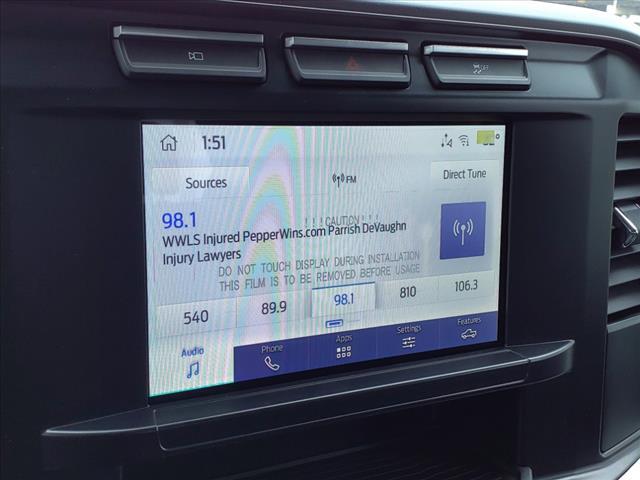 OFF
1:51
Sources
FM
Direct Tune
98.1
! ! ! CAUTION ! ! !
WWLS Injured PepperWins.com Parrish DeVaughn
Injury Lawyers
DO NOT TOUCH DISPLAY DURING INSTALLATION
THIS FILM IS TO BE REMOVED BEFORE USAGE
540
89.9
98.1
810
106.3
Audio
Phone
Apps
Settings
Features